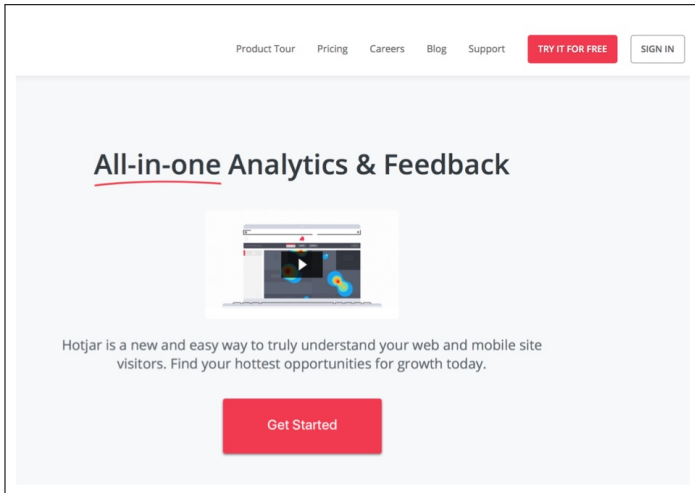 Product Tour Pricing Careers Blog Support TRY IT FOR FREE SIGN IN
All-in-one Analytics & Feedback
Hotjar is a new and easy way to truly understand your web and mobile site
visitors. Find your hottest opportunities for growth today.
Get Started